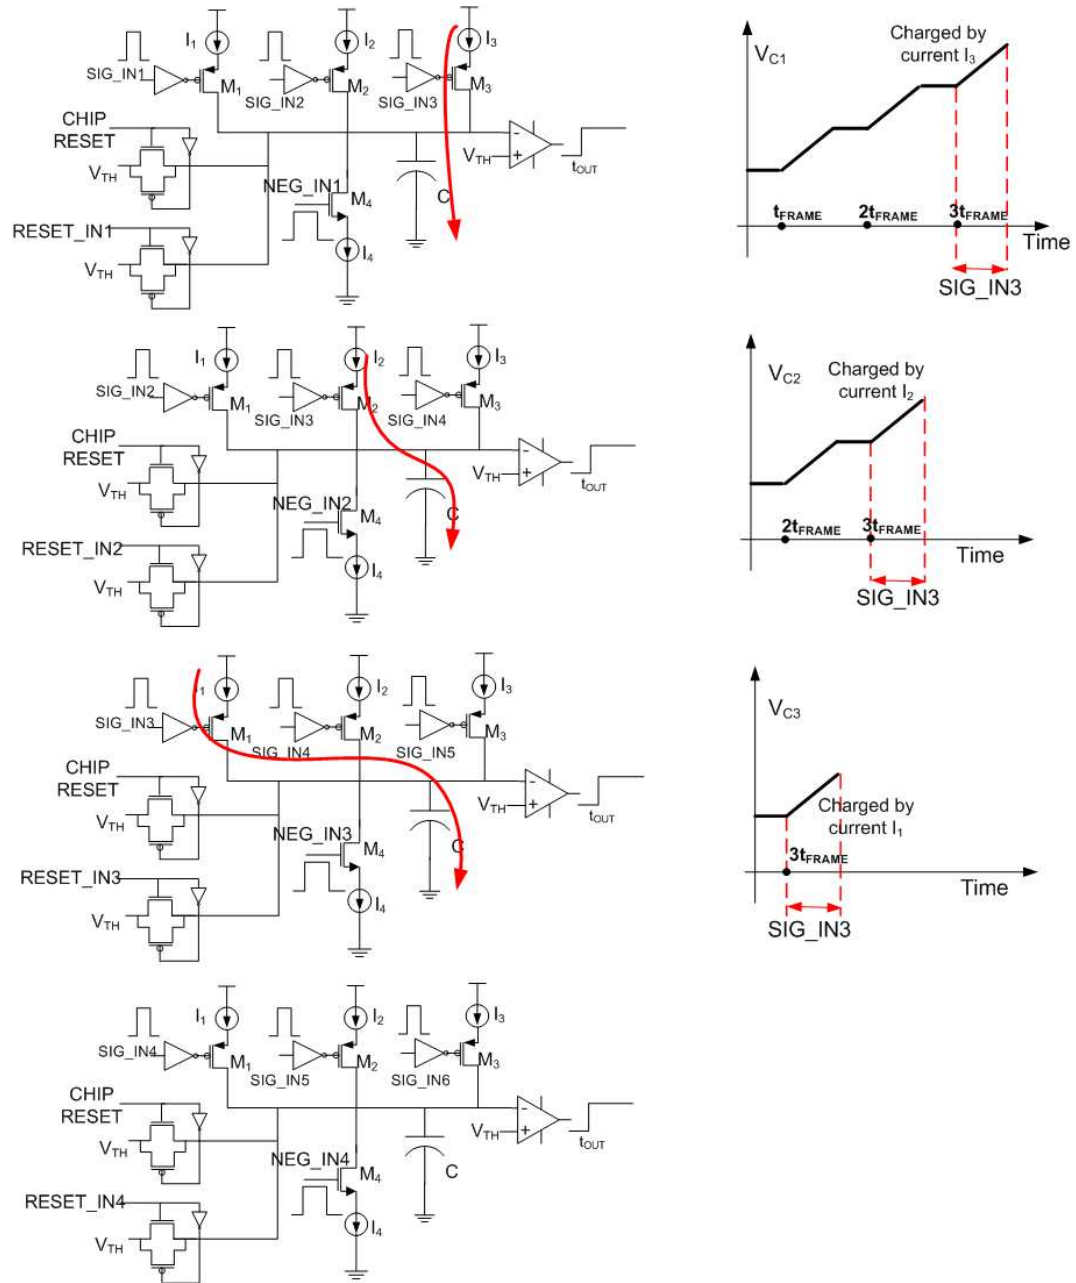 I1 I2 I3
SIG_IN1 M1 SIG_IN2 M2 SIG_IN3 M3
CHIP
RESET
VTH VTH tOUT
NEG_IN1 M4 C
RESET_IN1
VTH I4
VC1
Charged by
current I3
tFRAME 2tFRAME 3tFRAME
Time
SIG_IN3
I1 I2 I3
SIG_IN2 M1 SIG_IN3 M2 SIG_IN4 M3
CHIP
RESET
VTH VTH tOUT
NEG_IN2 M4 C
RESET_IN2
VTH I4
VC2
Charged by
current I2
2tFRAME 3tFRAME
Time
SIG_IN3
I1 I2 I3
SIG_IN3 M1 SIG_IN4 M2 SIG_IN5 M3
CHIP
RESET
VTH VTH tOUT
NEG_IN3 M4 C
RESET_IN3
VTH I4
VC3
Charged by
current I1
3tFRAME
Time
SIG_IN3
I1 I2 I3
SIG_IN4 M1 SIG_IN5 M2 SIG_IN6 M3
CHIP
RESET
VTH VTH tOUT
NEG_IN4 M4 C
RESET_IN4
VTH I4